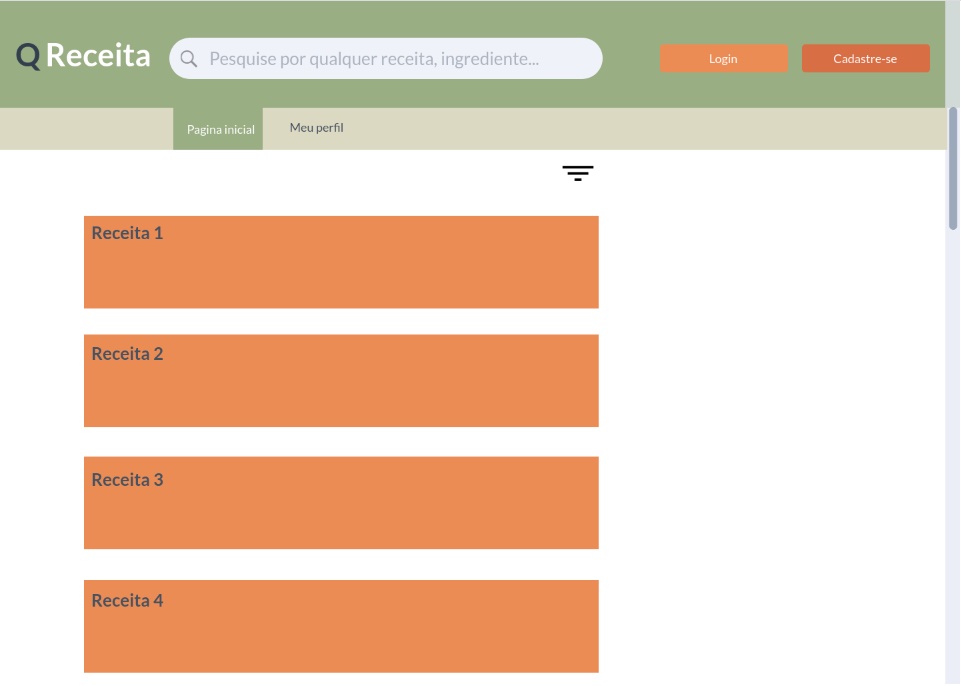 Q Receita
Pesquise por qualquer receita, ingrediente...
Login
Cadastre-se
Pagina inicial
Meu perfil
Receita 1
Receita 2
Receita 3
Receita 4